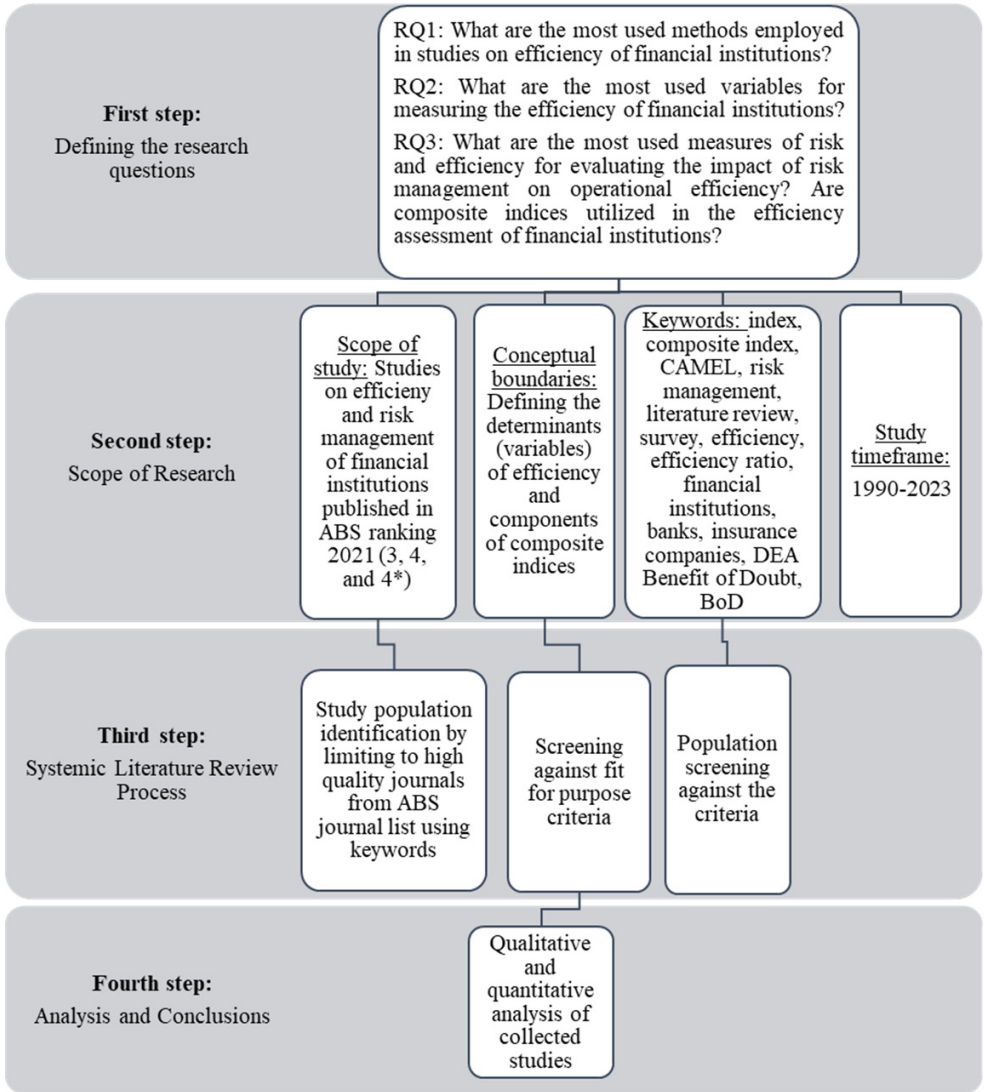 First step:
Defining the research
questions
RQ1: What are the most used methods employed
in studies on efficiency of financial institutions?
RQ2: What are the most used variables for
measuring the efficiency of financial institutions?
RQ3: What are the most used measures of risk
and efficiency for evaluating the impact of risk
management on operational efficiency? Are
composite indices utilized in the efficiency
assessment of financial institutions?
Second step:
Scope of Research
Scope of
study: Studies
on efficieny
and risk
management
of financial
institutions
published in
ABS ranking
2021 (3, 4,
and 4*)
Conceptual
boundaries:
Defining the
determinants
(variables)
of efficiency
and
components
of composite
indices
Keywords: index,
composite index,
CAMEL, risk
management,
literature review,
survey, efficiency,
efficiency ratio,
financial
institutions,
banks, insurance
companies, DEA
Benefit of Doubt,
BoD
Study
timeframe:
1990-2023
Third step:
Systemic Literature Review
Process
Study population
identification by
limiting to high
quality journals
from ABS
journal list using
keywords
Screening
against fit
for purpose
criteria
Population
screening
against the
criteria
Fourth step:
Analysis and Conclusions
Qualitative
and
quantitative
analysis of
collected
studies